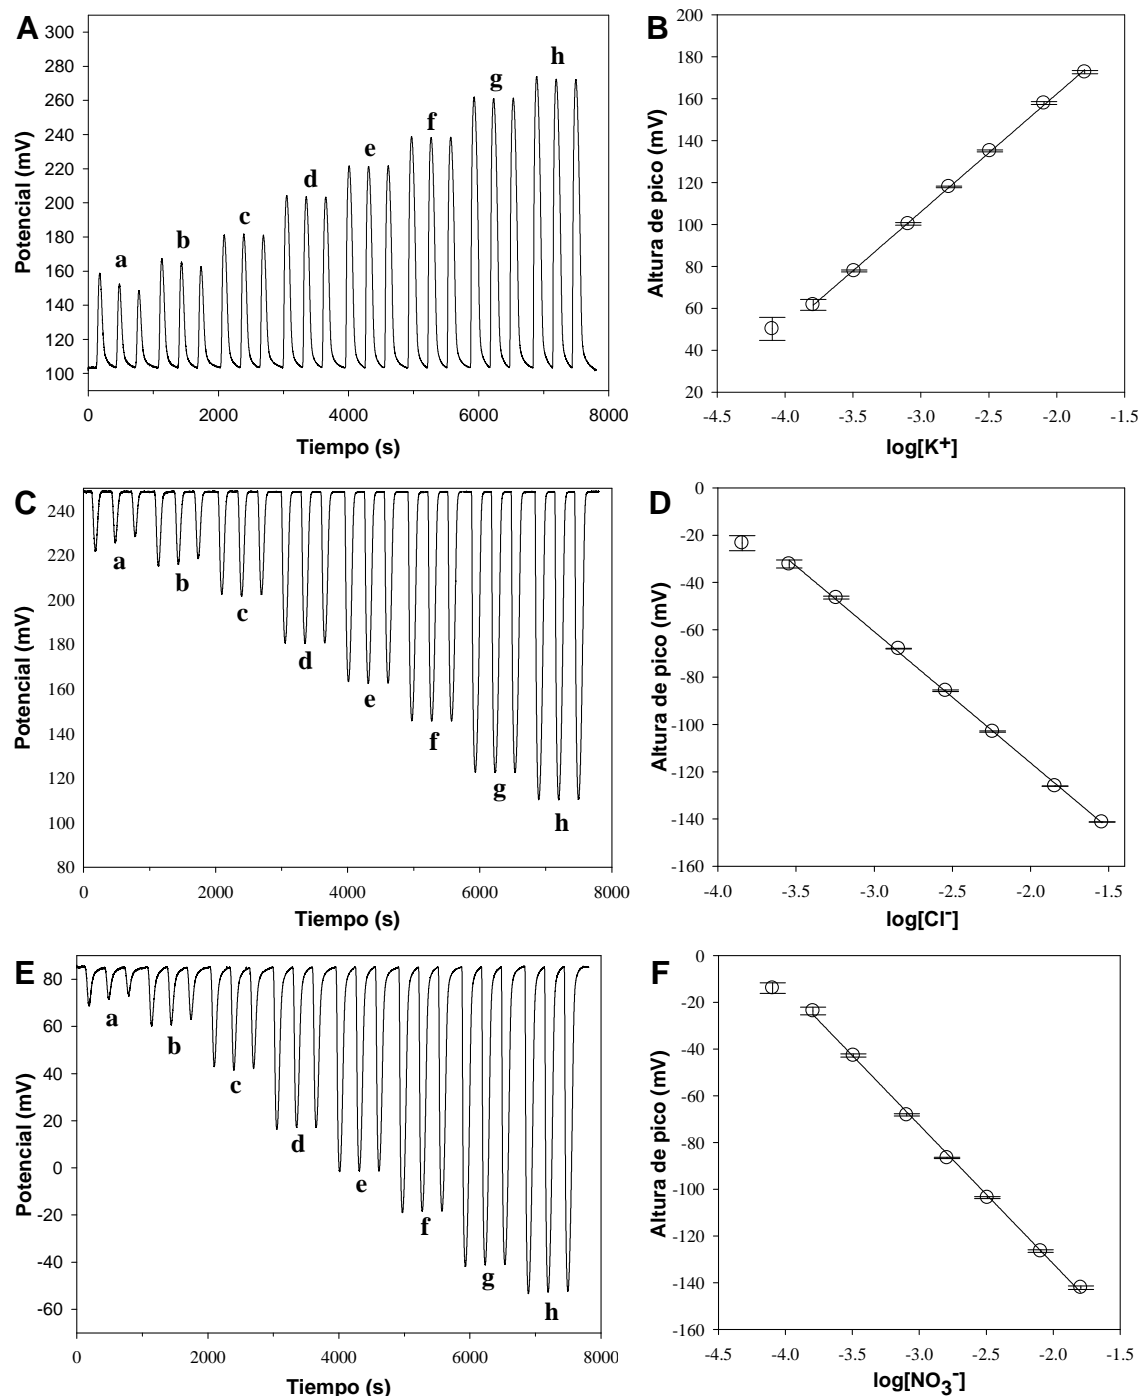 A
310
280
260
240
220
200
180
160
140
120
100
Potencial (mV)
a
b
c
d
e
f
g
h
0
2000
4000
6000
8000
Tiempo (s)
B
200
180
160
140
120
100
80
60
40
20
Altura de pico (mV)
-4.5
-4.0
-3.5
-3.0
-2.5
-2.0
-1.5
log[K+]
C
240
220
200
180
160
140
120
100
80
Potencial (mV)
a
b
c
d
e
f
g
h
0
2000
4000
6000
8000
Tiempo (s)
D
0
-20
-40
-60
-80
-100
-120
-140
-160
Altura de pico (mV)
-4.0
-3.5
-3.0
-2.5
-2.0
-1.5
log[Cl-]
E
80
60
40
20
0
-20
-40
-60
Potencial (mV)
a
b
c
d
e
f
g
h
0
2000
4000
6000
8000
Tiempo (s)
F
0
-20
-40
-60
-80
-100
-120
-140
-160
Altura de pico (mV)
-4.5
-4.0
-3.5
-3.0
-2.5
-2.0
-1.5
log[NO3-]